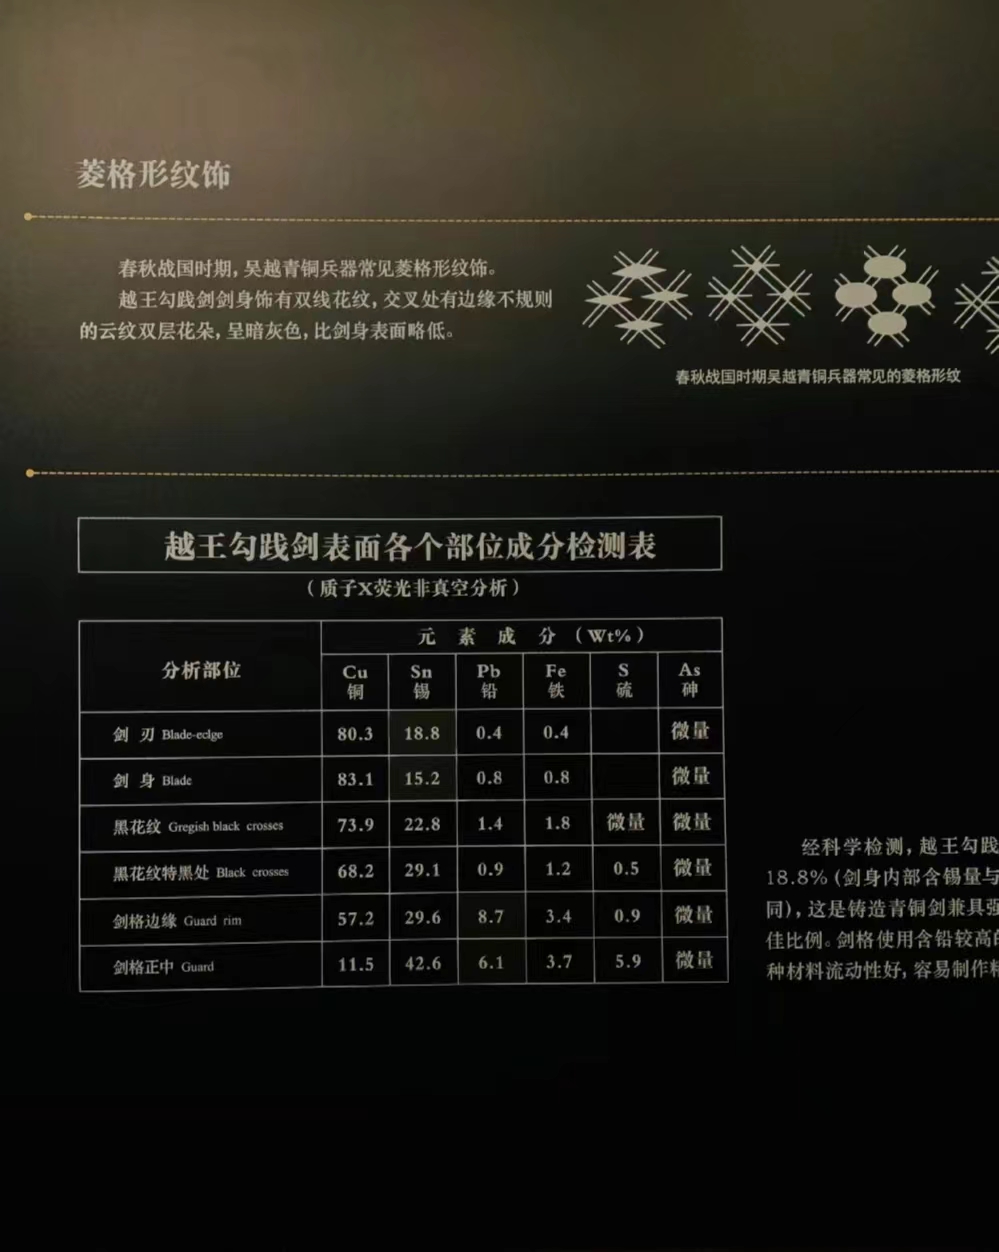 菱格形纹饰
春秋战国时期,吴越青铜兵器常见菱格形纹饰。
越王勾践剑剑身饰有双线花纹,交叉处有边缘不规则
的云纹双层花朵,呈暗灰色,比剑身表面略低。
春秋战国时期吴越青铜兵器常见的菱格形纹
越王勾践剑表面各个部位成分检测表
(质子X荧光非真空分析)
分析部位 元素成分(Wt%)
Cu Sn Pb Fe S As
铜 锡 铅 铁 硫 砷
剑刃 Blade-eclge 80.3 18.8 0.4 0.4 微量
剑身 Blade 83.1 15.2 0.8 0.8 微量
黑花纹 Gregish black crosses 73.9 22.8 1.4 1.8 微量 微量
黑花纹特黑处 Black crosses 68.2 29.1 0.9 1.2 0.5 微量
剑格边缘 Guard rim 57.2 29.6 8.7 3.4 0.9 微量
剑格正中 Guard 11.5 42.6 6.1 3.7 5.9 微量
经科学检测,越王勾践
18.8%(剑身内部含锡量与
同),这是铸造青铜剑兼具强
佳比例。剑格使用含铅较高的
种材料流动性好,容易制作